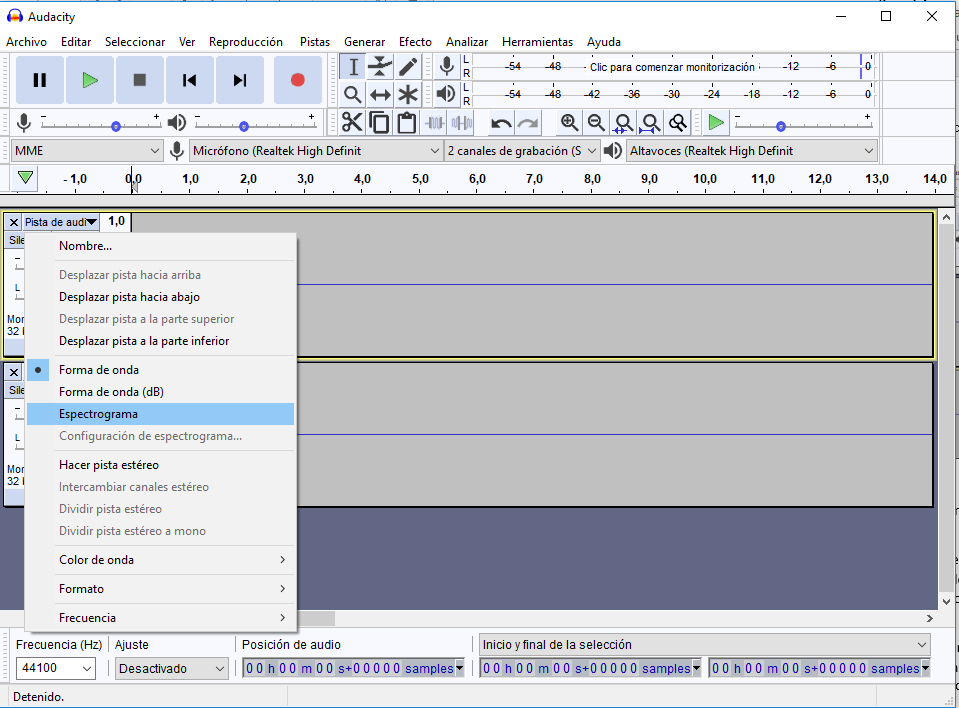 Audacity
Archivo Editar Seleccionar Ver Reproducción Pistas Generar Efecto Analizar Herramientas Ayuda
L R -54 -48 - Clic para comenzar monitorización -12 -6 0
L R -54 -48 -42 -36 -30 -24 -18 -12 -6 0
- + - + - +
MME Micrófono (Realtek High Definit 2 canales de grabación (S Altavoces (Realtek High Definit
- 1,0 0,0 1,0 2,0 3,0 4,0 5,0 6,0 7,0 8,0 9,0 10,0 11,0 12,0 13,0 14,0
Pista de audi 1,0
Sile
Nombre...
Desplazar pista hacia arriba
Desplazar pista hacia abajo
L
Mor Desplazar pista a la parte superior
32 Desplazar pista a la parte inferior
Forma de onda
Sile Forma de onda (dB)
Espectrograma
L Configuración de espectrograma...
Mor Hacer pista estéreo
32 Intercambiar canales estéreo
Dividir pista estéreo
Dividir pista estéreo a mono
Color de onda
Formato
Frecuencia
Frecuencia (Hz) Ajuste Posición de audio Inicio y final de la selección
44100 Desactivado 00 h 00 m 00 s+00000 samples 00 h 00 m 00 s+00000 samples 00 h 00 m 00 s+00000 samples
Detenido.